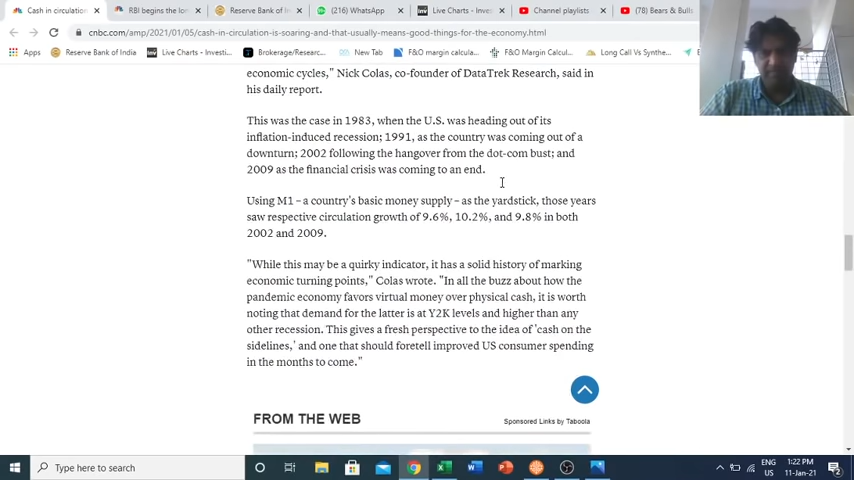 Cash in circulation
RBI begins the lo
Reserve Bank of In
(216) WhatsApp
Live Charts - Inves
Channel playlists
(78) Bears & Bull
cnbc.com/amp/2021/01/05/cash-in-circulation-is-soaring-and-that-usually-means-good-things-for-the-economy.html
Apps
Reserve Bank of India
Live Charts - Investi...
Brokerage/Researc...
New Tab
F&O margin calcula...
F&O Margin Calcul...
Long Call Vs Synthe...
economic cycles," Nick Colas, co-founder of DataTrek Research, said in
his daily report.
This was the case in 1983, when the U.S. was heading out of its
inflation-induced recession; 1991, as the country was coming out of a
downturn; 2002 following the hangover from the dot-com bust; and
2009 as the financial crisis was coming to an end.
Using M1 – a country's basic money supply – as the yardstick, those years
saw respective circulation growth of 9.6%, 10.2%, and 9.8% in both
2002 and 2009.
"While this may be a quirky indicator, it has a solid history of marking
economic turning points," Colas wrote. "In all the buzz about how the
pandemic economy favors virtual money over physical cash, it is worth
noting that demand for the latter is at Y2K levels and higher than any
other recession. This gives a fresh perspective to the idea of 'cash on the
sidelines,' and one that should foretell improved US consumer spending
in the months to come."
FROM THE WEB
Sponsored Links by Taboola
Type here to search
ENG
US
1:22 PM
11-Jan-21
2